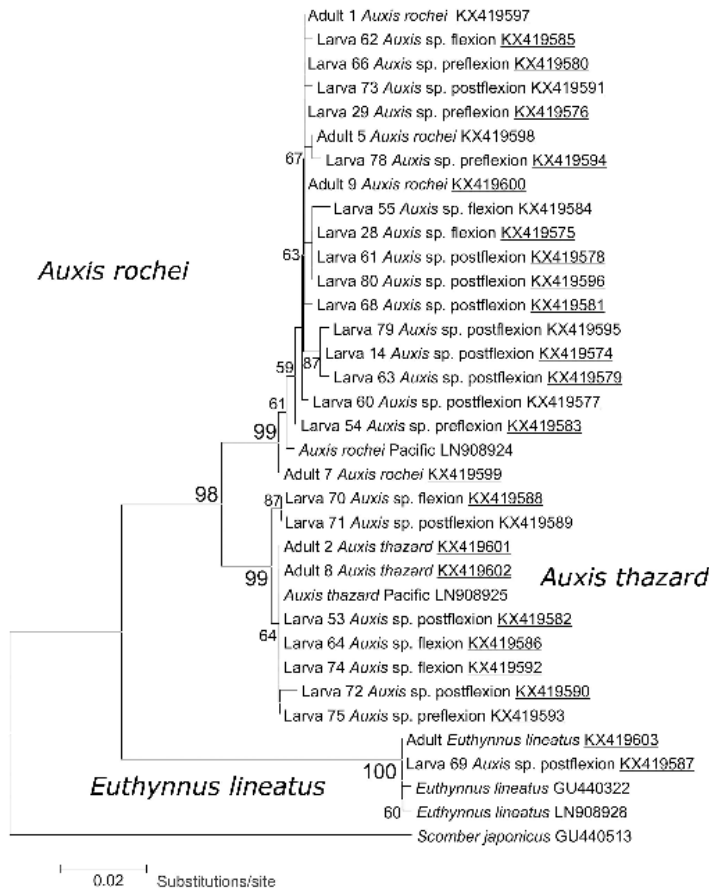 Adult 1 Auxis rochei KX419597
Larva 62 Auxis sp. flexion KX419585
Larva 66 Auxis sp. preflexion KX419580
Larva 73 Auxis sp. postflexion KX419591
Larva 29 Auxis sp. preflexion KX419576
Adult 5 Auxis rochei KX419598
67
Larva 78 Auxis sp. preflexion KX419594
Adult 9 Auxis rochei KX419600
Larva 55 Auxis sp. flexion KX419584
Larva 28 Auxis sp. flexion KX419575
63
Larva 61 Auxis sp. postflexion KX419578
Auxis rochei
Larva 80 Auxis sp. postflexion KX419596
Larva 68 Auxis sp. postflexion KX419581
Larva 79 Auxis sp. postflexion KX419595
Larva 14 Auxis sp. postflexion KX419574
59 87
Larva 63 Auxis sp. postflexion KX419579
Larva 60 Auxis sp. postflexion KX419577
61
Larva 54 Auxis sp. preflexion KX419583
99
Auxis rochei Pacific LN908924
Adult 7 Auxis rochei KX419599
98
87 Larva 70 Auxis sp. flexion KX419588
Larva 71 Auxis sp. postflexion KX419589
Adult 2 Auxis thazard KX419601
99 Adult 8 Auxis thazard KX419602
Auxis thazard
Auxis thazard Pacific LN908925
Larva 53 Auxis sp. postflexion KX419582
64
Larva 64 Auxis sp. flexion KX419586
Larva 74 Auxis sp. flexion KX419592
Larva 72 Auxis sp. postflexion KX419590
Larva 75 Auxis sp. preflexion KX419593
Adult Euthynnus lineatus KX419603
Larva 69 Auxis sp. postflexion KX419587
100
Euthynnus lineatus
Euthynnus lineatus GU440322
60 Euthynnus lineatus LN908928
Scomber japonicus GU440513
0.02 Substitutions/site